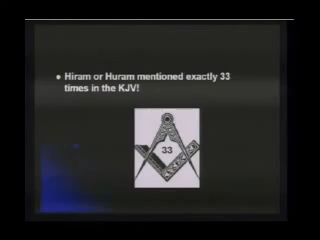 • Hiram or Huram mentioned exactly 33
times in the KJV!
33